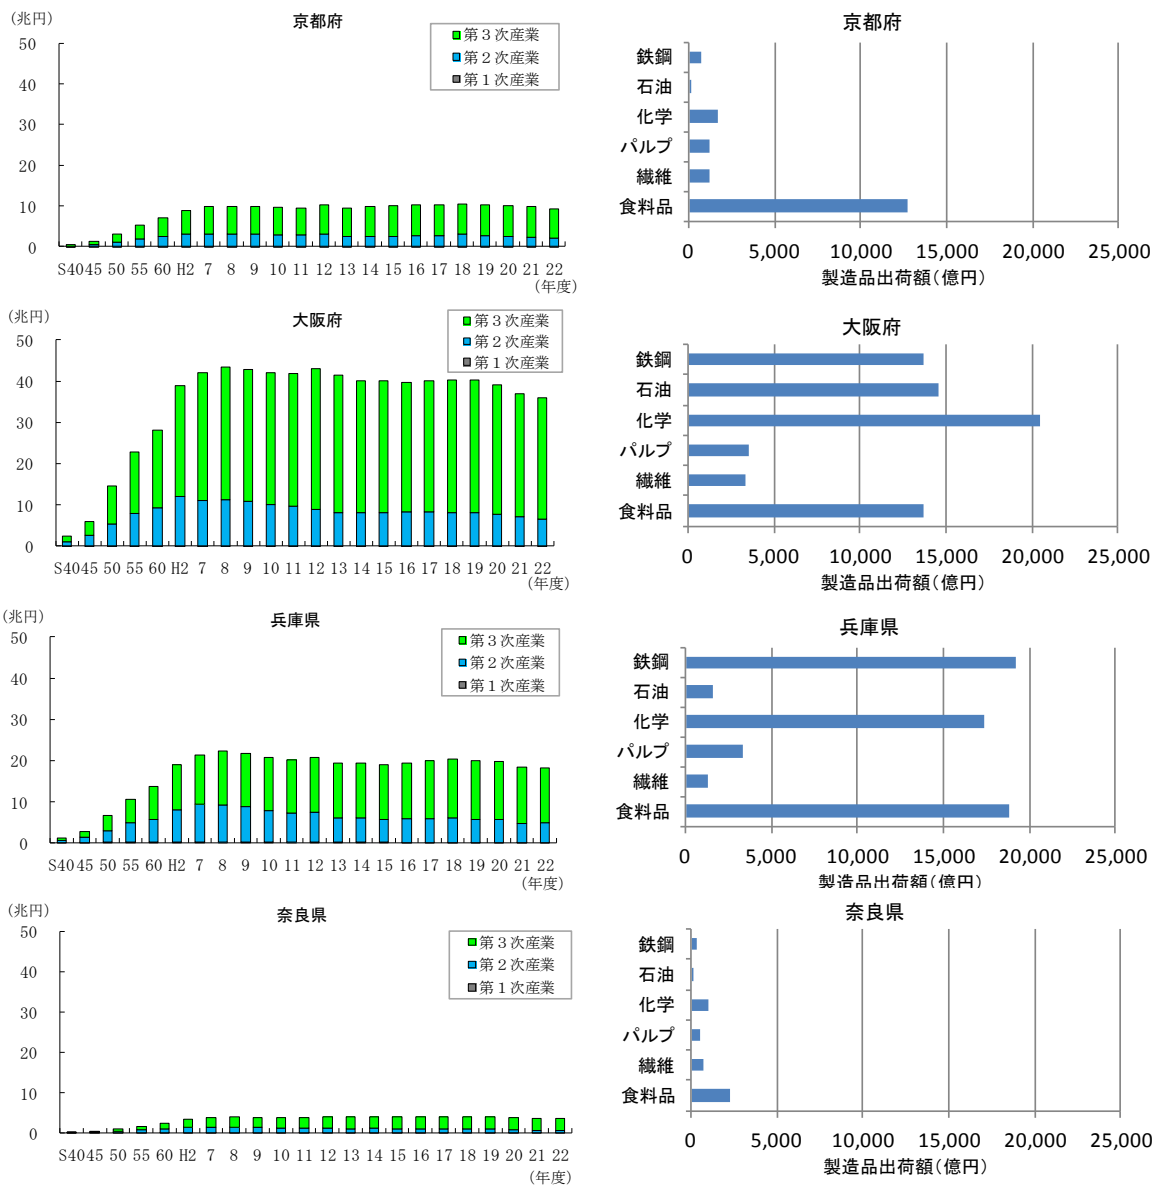 (兆円)
京都府
第３次産業
第２次産業
第１次産業
50
40
30
20
10
0
S40 45 50 55 60 H2 7 8 9 10 11 12 13 14 15 16 17 18 19 20 21 22
(年度)
京都府
鉄鋼
石油
化学
パルプ
繊維
食料品
0 5,000 10,000 15,000 20,000 25,000
製造品出荷額(億円)
(兆円)
大阪府
第３次産業
第２次産業
第１次産業
50
40
30
20
10
0
S40 45 50 55 60 H2 7 8 9 10 11 12 13 14 15 16 17 18 19 20 21 22
(年度)
大阪府
鉄鋼
石油
化学
パルプ
繊維
食料品
0 5,000 10,000 15,000 20,000 25,000
製造品出荷額(億円)
(兆円)
兵庫県
第３次産業
第２次産業
第１次産業
50
40
30
20
10
0
S40 45 50 55 60 H2 7 8 9 10 11 12 13 14 15 16 17 18 19 20 21 22
(年度)
兵庫県
鉄鋼
石油
化学
パルプ
繊維
食料品
0 5,000 10,000 15,000 20,000 25,000
製造品出荷額(億円)
(兆円)
奈良県
第３次産業
第２次産業
第１次産業
50
40
30
20
10
0
S40 45 50 55 60 H2 7 8 9 10 11 12 13 14 15 16 17 18 19 20 21 22
(年度)
奈良県
鉄鋼
石油
化学
パルプ
繊維
食料品
0 5,000 10,000 15,000 20,000 25,000
製造品出荷額(億円)